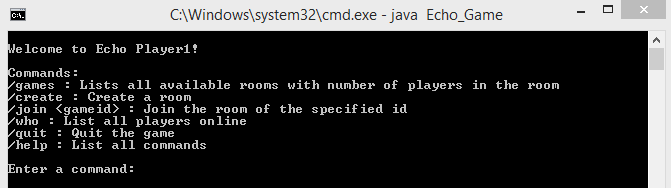 C:\Windows\system32\cmd.exe - java  Echo_Game
Welcome to Echo Player1!
Commands:
/games : Lists all available rooms with number of players in the room
/create : Create a room
/join <gameid> : Join the room of the specified id
/who : List all players online
/quit : Quit the game
/help : List all commands
Enter a command: